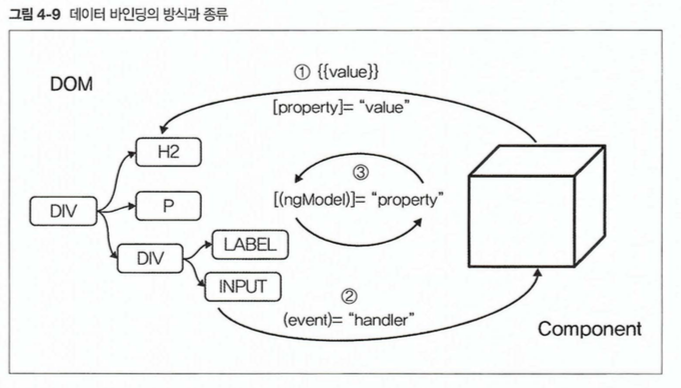 그림 4-9 데이터 바인딩의 방식과 종류
DOM
① {{value}}
[property]= “value”
H2
③
[(ngModel)]= “property”
DIV
P
DIV
LABEL
INPUT
②
(event)= “handler”
Component